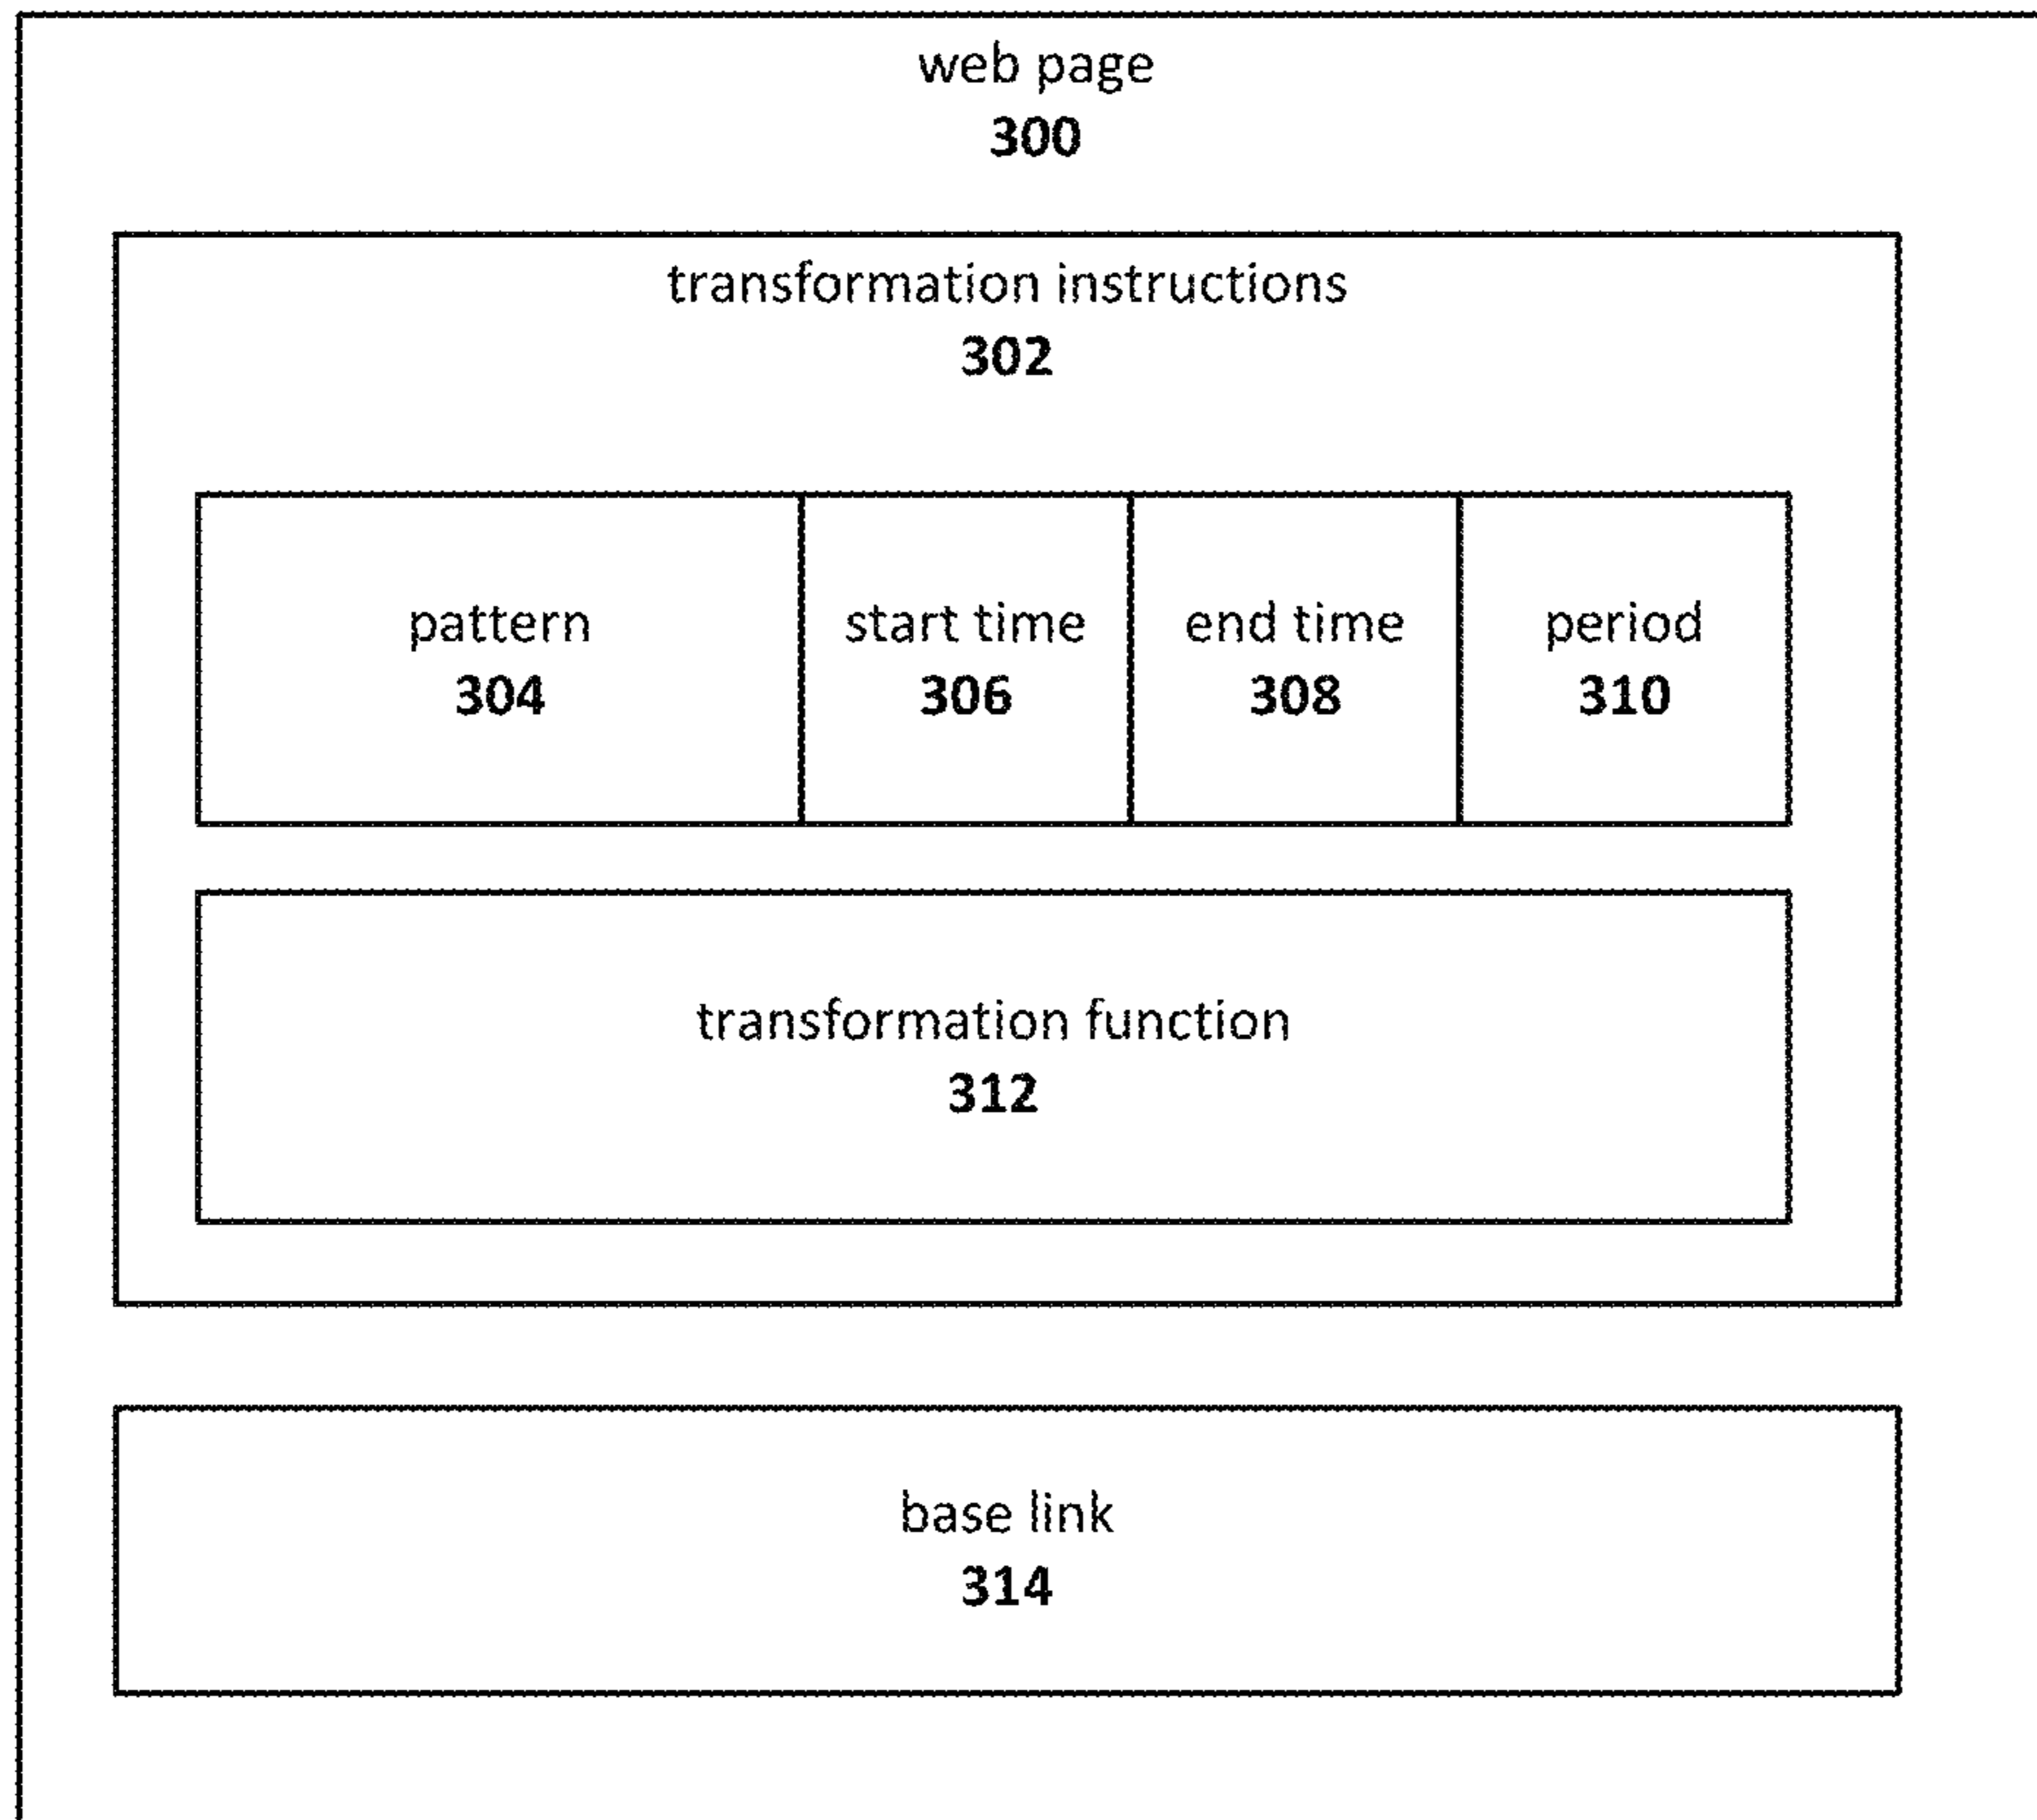 web page
300
transformation instructions
302
pattern
304
start time
306
end time
308
period
310
transformation function
312
base link
314